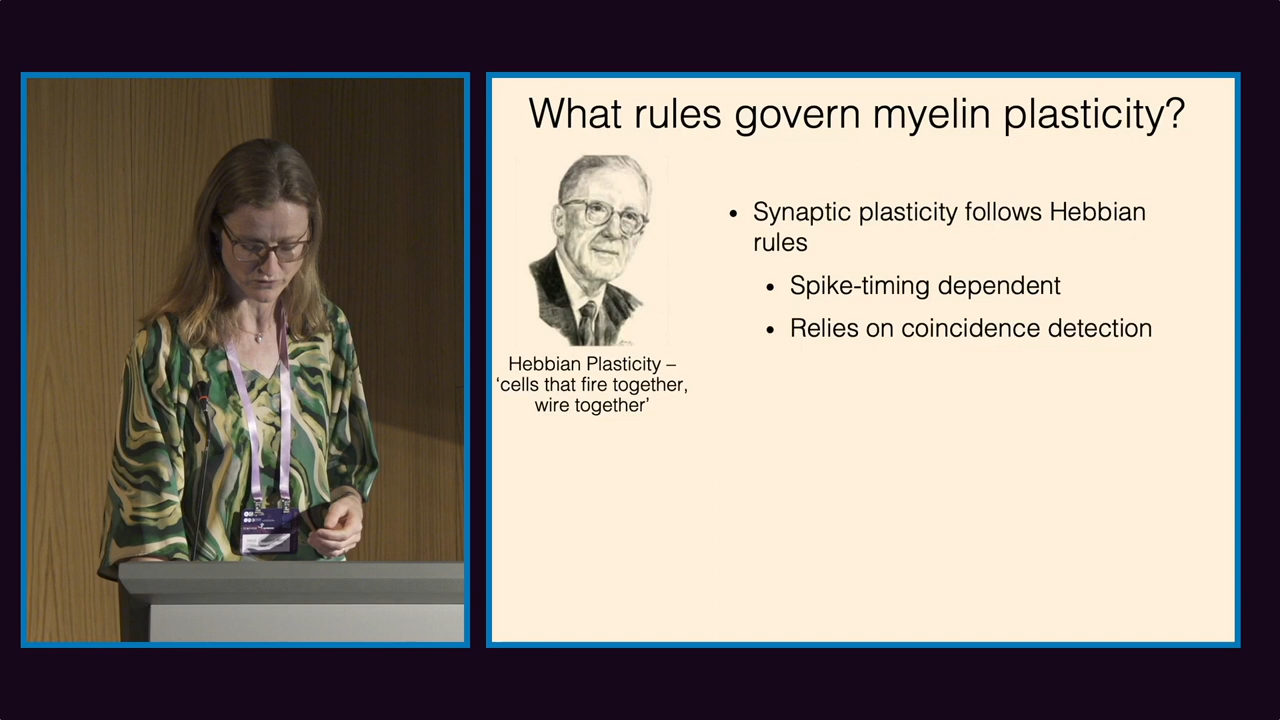 What rules govern myelin plasticity?
Hebbian Plasticity –
‘cells that fire together,
wire together’
• Synaptic plasticity follows Hebbian
rules
• Spike-timing dependent
• Relies on coincidence detection